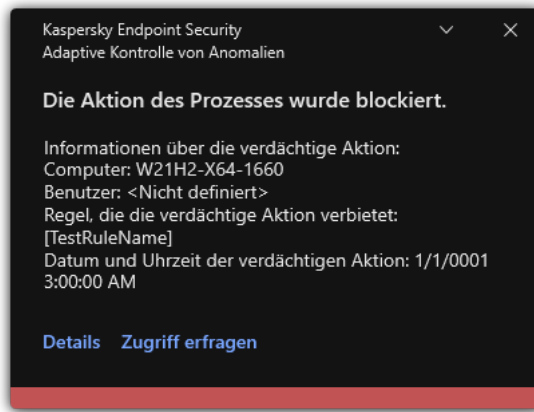 Kaspersky Endpoint Security
Adaptive Kontrolle von Anomalien
Die Aktion des Prozesses wurde blockiert.
Informationen über die verdächtige Aktion:
Computer: W21H2-X64-1660
Benutzer: <Nicht definiert>
Regel, die die verdächtige Aktion verbietet:
[TestRuleName]
Datum und Uhrzeit der verdächtigen Aktion: 1/1/0001
3:00:00 AM
Details Zugriff erfragen